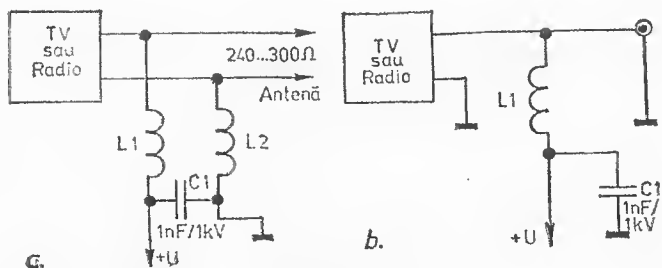 TV
sau
Radio
240...300Ω
Antenă
L1
L2
C1
1nF/1kV
+U
a.
TV
sau
Radio
L1
C1
1nF/
1kV
+U
b.